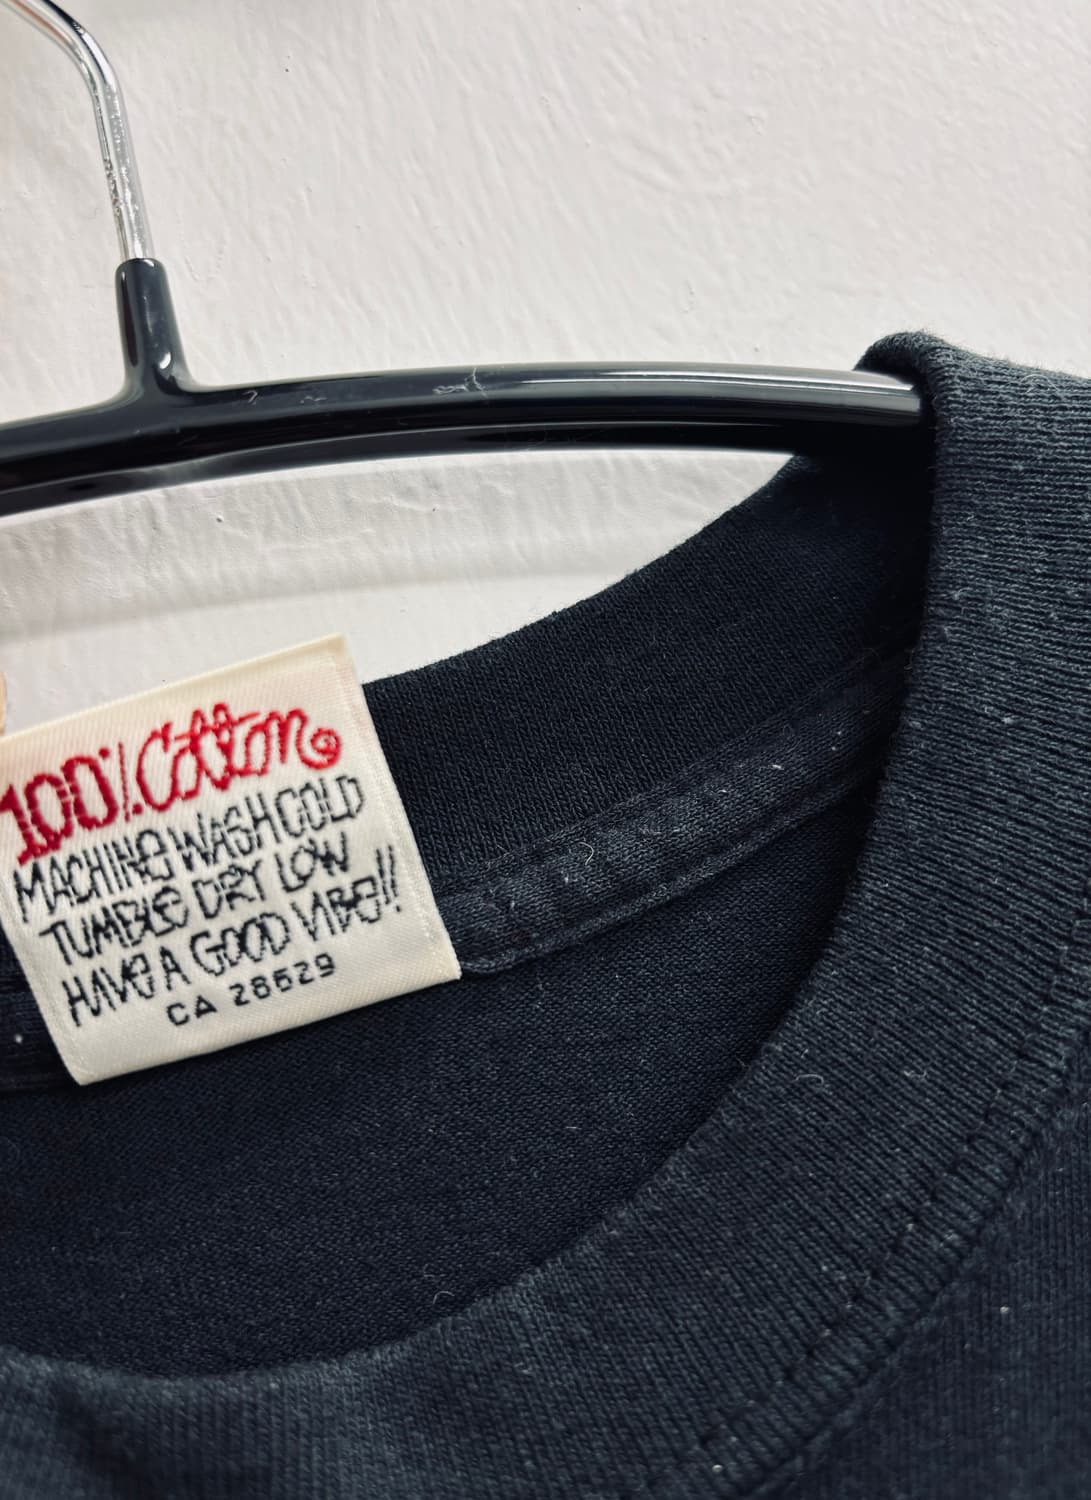 100% Cotton
MACHINE WASH COLD
TUMBLE DRY LOW
HAVE A GOOD VIBE!!
CA 28629